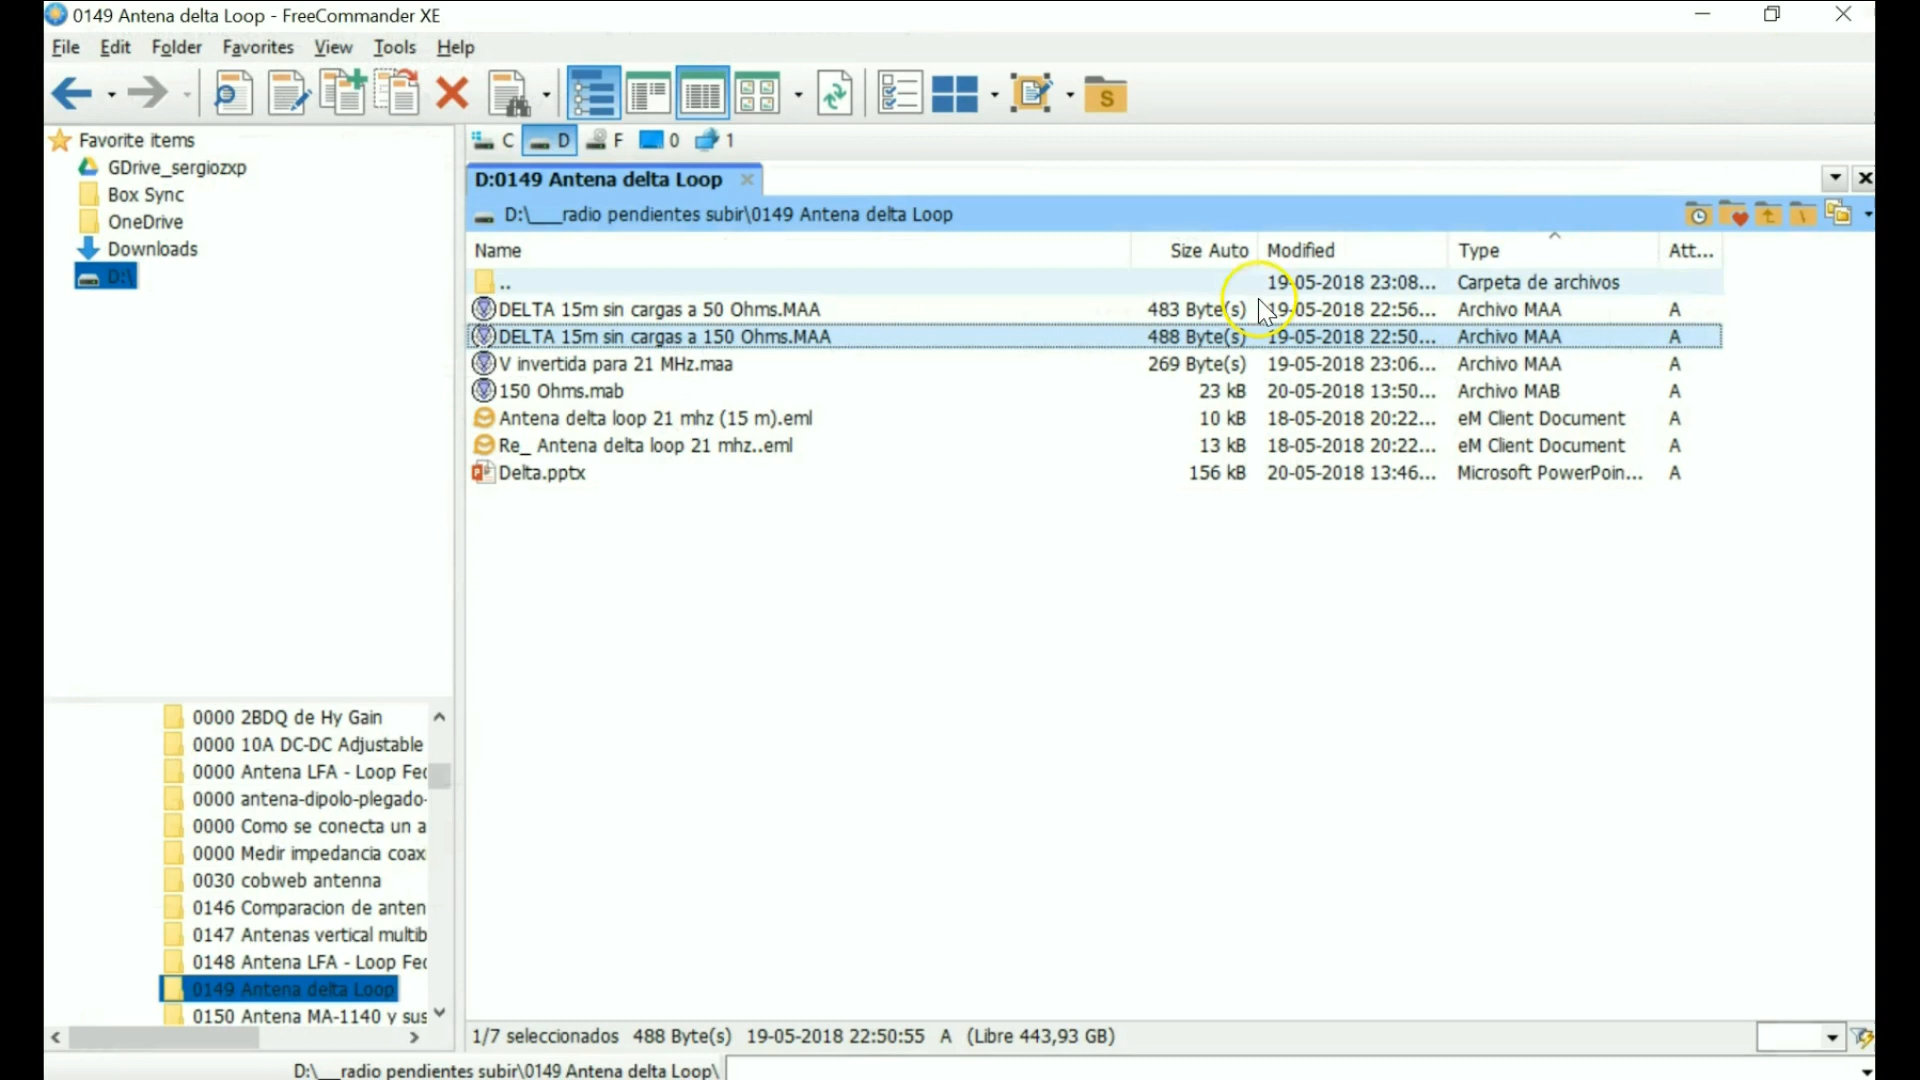 0149 Antena delta Loop - FreeCommander XE
File Edit Folder Favorites View Tools Help
S
Favorite items
GDrive_sergiozxp
Box Sync
OneDrive
Downloads
D:\
C D F 0 1
D:0149 Antena delta Loop
D:\___radio pendientes subir\0149 Antena delta Loop
Name Size Auto Modified Type Att...
.. 19-05-2018 23:08... Carpeta de archivos
DELTA 15m sin cargas a 50 Ohms.MAA 483 Byte(s) 19-05-2018 22:56... Archivo MAA A
DELTA 15m sin cargas a 150 Ohms.MAA 488 Byte(s) 19-05-2018 22:50... Archivo MAA A
V invertida para 21 MHz.maa 269 Byte(s) 19-05-2018 23:06... Archivo MAA A
150 Ohms.mab 23 kB 20-05-2018 13:50... Archivo MAB A
Antena delta loop 21 mhz (15 m).eml 10 kB 18-05-2018 20:22... eM Client Document A
Re_ Antena delta loop 21 mhz..eml 13 kB 18-05-2018 20:22... eM Client Document A
Delta.pptx 156 kB 20-05-2018 13:46... Microsoft PowerPoin... A
0000 2BDQ de Hy Gain
0000 10A DC-DC Adjustable
0000 Antena LFA - Loop Fed
0000 antena-dipolo-plegado-
0000 Como se conecta un a
0000 Medir impedancia coax
0030 cobweb antenna
0146 Comparacion de anten
0147 Antenas vertical multib
0148 Antena LFA - Loop Fed
0149 Antena delta Loop
0150 Antena MA-1140 y sus
1/7 seleccionados 488 Byte(s) 19-05-2018 22:50:55 A (Libre 443,93 GB)
D:\___radio pendientes subir\0149 Antena delta Loop\